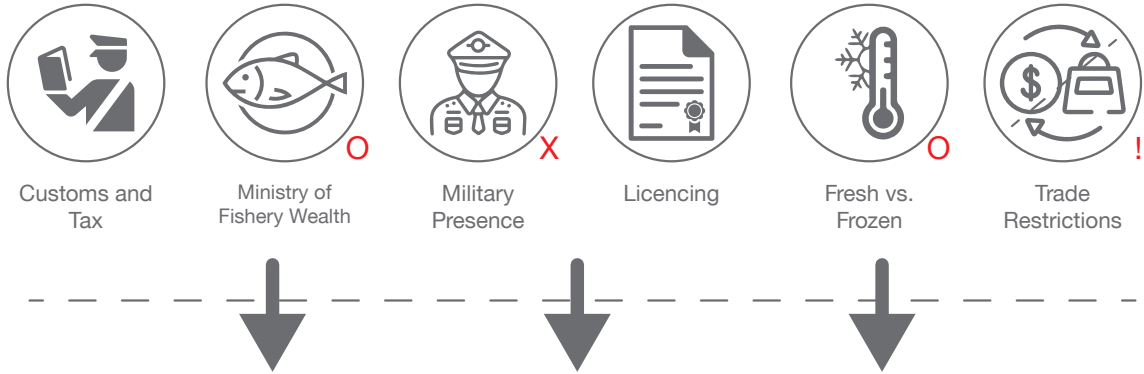 $
O
X
O
!
Customs and
Tax
Ministry of
Fishery Wealth
Military
Presence
Licencing
Fresh vs.
Frozen
Trade
Restrictions